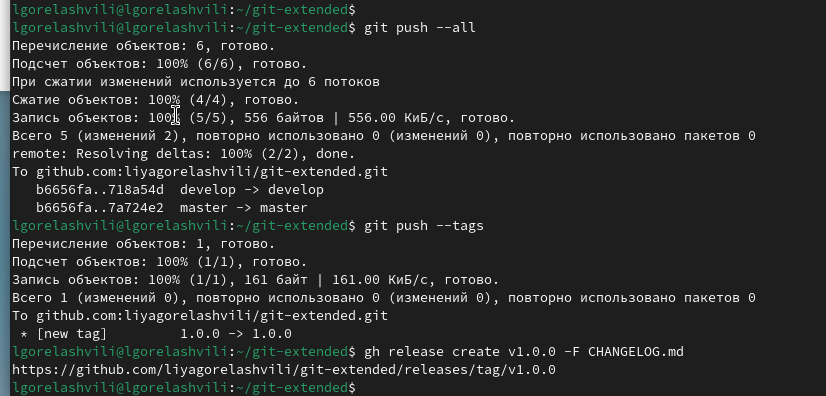 lgorelashvili@lgorelashvili:~/git-extended$
lgorelashvili@lgorelashvili:~/git-extended$ git push --all
Перечисление объектов: 6, готово.
Подсчет объектов: 100% (6/6), готово.
При сжатии изменений используется до 6 потоков
Сжатие объектов: 100% (4/4), готово.
Запись объектов: 100% (5/5), 556 байтов | 556.00 КиБ/с, готово.
Всего 5 (изменений 2), повторно использовано 0 (изменений 0), повторно использовано пакетов 0
remote: Resolving deltas: 100% (2/2), done.
To github.com:liyagorelashvili/git-extended.git
   b6656fa..718a54d  develop -> develop
   b6656fa..7a724e2  master -> master
lgorelashvili@lgorelashvili:~/git-extended$ git push --tags
Перечисление объектов: 1, готово.
Подсчет объектов: 100% (1/1), готово.
Запись объектов: 100% (1/1), 161 байт | 161.00 КиБ/с, готово.
Всего 1 (изменений 0), повторно использовано 0 (изменений 0), повторно использовано пакетов 0
To github.com:liyagorelashvili/git-extended.git
 * [new tag]         1.0.0 -> 1.0.0
lgorelashvili@lgorelashvili:~/git-extended$ gh release create v1.0.0 -F CHANGELOG.md
https://github.com/liyagorelashvili/git-extended/releases/tag/v1.0.0
lgorelashvili@lgorelashvili:~/git-extended$